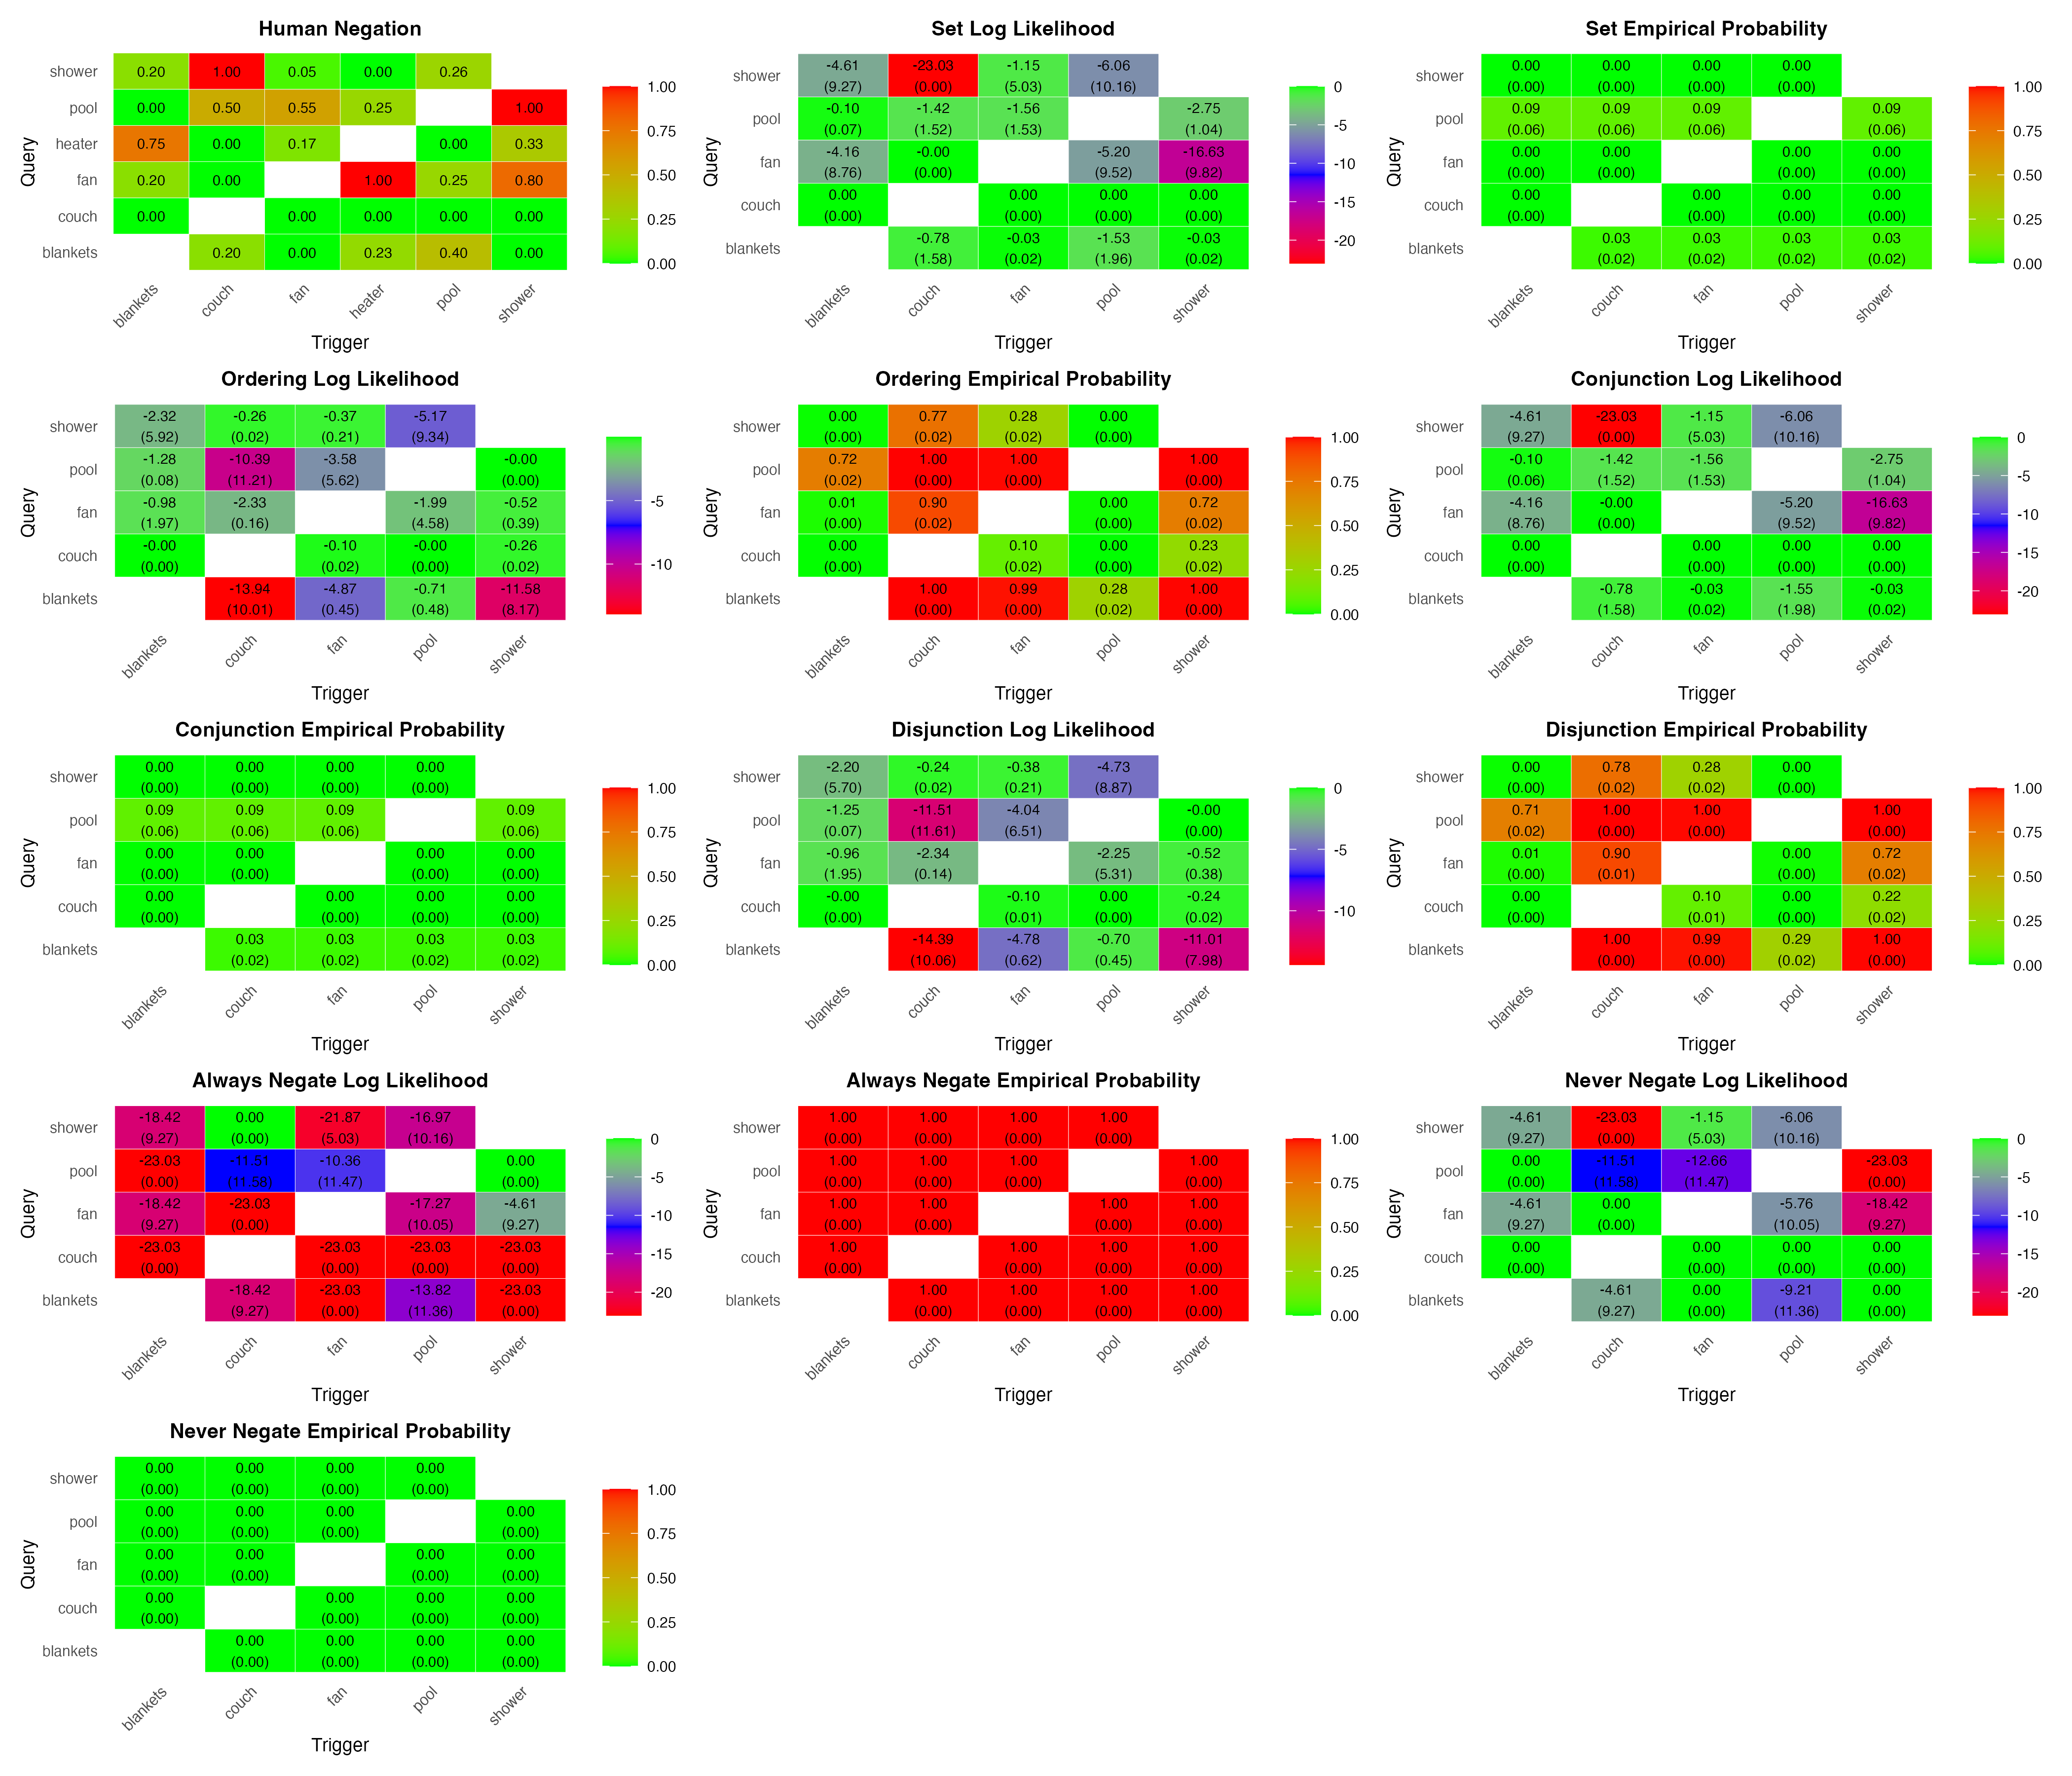 Human Negation
Query
shower 0.20 1.00 0.05 0.00 0.26
pool 0.00 0.50 0.55 0.25 1.00
heater 0.75 0.00 0.17 0.00 0.33
fan 0.20 0.00 1.00 0.25 0.80
couch 0.00 0.00 0.00 0.00 0.00
blankets 0.20 0.00 0.23 0.40 0.00
blankets couch fan heater pool shower
Trigger
1.00
0.75
0.50
0.25
0.00
Set Log Likelihood
Query
shower -4.61 -23.03 -1.15 -6.06
(9.27) (0.00) (5.03) (10.16)
pool -0.10 -1.42 -1.56 -2.75
(0.07) (1.52) (1.53) (1.04)
fan -4.16 -0.00 -5.20 -16.63
(8.76) (0.00) (9.52) (9.82)
couch 0.00 0.00 0.00 0.00
(0.00) (0.00) (0.00) (0.00)
blankets -0.78 -0.03 -1.53 -0.03
(1.58) (0.02) (1.96) (0.02)
blankets couch fan pool shower
Trigger
0
-5
-10
-15
-20
Set Empirical Probability
Query
shower 0.00 0.00 0.00 0.00
(0.00) (0.00) (0.00) (0.00)
pool 0.09 0.09 0.09 0.09
(0.06) (0.06) (0.06) (0.06)
fan 0.00 0.00 0.00 0.00
(0.00) (0.00) (0.00) (0.00)
couch 0.00 0.00 0.00 0.00
(0.00) (0.00) (0.00) (0.00)
blankets 0.03 0.03 0.03 0.03
(0.02) (0.02) (0.02) (0.02)
blankets couch fan pool shower
Trigger
1.00
0.75
0.50
0.25
0.00
Ordering Log Likelihood
Query
shower -2.32 -0.26 -0.37 -5.17
(5.92) (0.02) (0.21) (9.34)
pool -1.28 -10.39 -3.58 -0.00
(0.08) (11.21) (5.62) (0.00)
fan -0.98 -2.33 -1.99 -0.52
(1.97) (0.16) (4.58) (0.39)
couch -0.00 -0.10 -0.00 -0.26
(0.00) (0.02) (0.00) (0.02)
blankets -13.94 -4.87 -0.71 -11.58
(10.01) (0.45) (0.48) (8.17)
blankets couch fan pool shower
Trigger
-5
-10
Ordering Empirical Probability
Query
shower 0.00 0.77 0.28 0.00
(0.00) (0.02) (0.02) (0.00)
pool 0.72 1.00 1.00 1.00
(0.02) (0.00) (0.00) (0.00)
fan 0.01 0.90 0.00 0.72
(0.00) (0.02) (0.00) (0.02)
couch 0.00 0.10 0.00 0.23
(0.00) (0.02) (0.00) (0.02)
blankets 1.00 0.99 0.28 1.00
(0.00) (0.00) (0.02) (0.00)
blankets couch fan pool shower
Trigger
1.00
0.75
0.50
0.25
0.00
Conjunction Log Likelihood
Query
shower -4.61 -23.03 -1.15 -6.06
(9.27) (0.00) (5.03) (10.16)
pool -0.10 -1.42 -1.56 -2.75
(0.06) (1.52) (1.53) (1.04)
fan -4.16 -0.00 -5.20 -16.63
(8.76) (0.00) (9.52) (9.82)
couch 0.00 0.00 0.00 0.00
(0.00) (0.00) (0.00) (0.00)
blankets -0.78 -0.03 -1.55 -0.03
(1.58) (0.02) (1.98) (0.02)
blankets couch fan pool shower
Trigger
0
-5
-10
-15
-20
Conjunction Empirical Probability
Query
shower 0.00 0.00 0.00 0.00
(0.00) (0.00) (0.00) (0.00)
pool 0.09 0.09 0.09 0.09
(0.06) (0.06) (0.06) (0.06)
fan 0.00 0.00 0.00 0.00
(0.00) (0.00) (0.00) (0.00)
couch 0.00 0.00 0.00 0.00
(0.00) (0.00) (0.00) (0.00)
blankets 0.03 0.03 0.03 0.03
(0.02) (0.02) (0.02) (0.02)
blankets couch fan pool shower
Trigger
1.00
0.75
0.50
0.25
0.00
Disjunction Log Likelihood
Query
shower -2.20 -0.24 -0.38 -4.73
(5.70) (0.02) (0.21) (8.87)
pool -1.25 -11.51 -4.04 -0.00
(0.07) (11.61) (6.51) (0.00)
fan -0.96 -2.34 -2.25 -0.52
(1.95) (0.14) (5.31) (0.38)
couch -0.00 -0.10 0.00 -0.24
(0.00) (0.01) (0.00) (0.02)
blankets -14.39 -4.78 -0.70 -11.01
(10.06) (0.62) (0.45) (7.98)
blankets couch fan pool shower
Trigger
0
-5
-10
Disjunction Empirical Probability
Query
shower 0.00 0.78 0.28 0.00
(0.00) (0.02) (0.02) (0.00)
pool 0.71 1.00 1.00 1.00
(0.02) (0.00) (0.00) (0.00)
fan 0.01 0.90 0.00 0.72
(0.00) (0.01) (0.00) (0.02)
couch 0.00 0.10 0.00 0.22
(0.00) (0.01) (0.00) (0.02)
blankets 1.00 0.99 0.29 1.00
(0.00) (0.00) (0.02) (0.00)
blankets couch fan pool shower
Trigger
1.00
0.75
0.50
0.25
0.00
Always Negate Log Likelihood
Query
shower -18.42 0.00 -21.87 -16.97
(9.27) (0.00) (5.03) (10.16)
pool -23.03 -11.51 -10.36 0.00
(0.00) (11.58) (11.47) (0.00)
fan -18.42 -23.03 -17.27 -4.61
(9.27) (0.00) (10.05) (9.27)
couch -23.03 -23.03 -23.03 -23.03
(0.00) (0.00) (0.00) (0.00)
blankets -18.42 -23.03 -13.82 -23.03
(9.27) (0.00) (11.36) (0.00)
blankets couch fan pool shower
Trigger
0
-5
-10
-15
-20
Always Negate Empirical Probability
Query
shower 1.00 1.00 1.00 1.00
(0.00) (0.00) (0.00) (0.00)
pool 1.00 1.00 1.00 1.00
(0.00) (0.00) (0.00) (0.00)
fan 1.00 1.00 1.00 1.00
(0.00) (0.00) (0.00) (0.00)
couch 1.00 1.00 1.00 1.00
(0.00) (0.00) (0.00) (0.00)
blankets 1.00 1.00 1.00 1.00
(0.00) (0.00) (0.00) (0.00)
blankets couch fan pool shower
Trigger
1.00
0.75
0.50
0.25
0.00
Never Negate Log Likelihood
Query
shower -4.61 -23.03 -1.15 -6.06
(9.27) (0.00) (5.03) (10.16)
pool 0.00 -11.51 -12.66 -23.03
(0.00) (11.58) (11.47) (0.00)
fan -4.61 0.00 -5.76 -18.42
(9.27) (0.00) (10.05) (9.27)
couch 0.00 0.00 0.00 0.00
(0.00) (0.00) (0.00) (0.00)
blankets -4.61 0.00 -9.21 0.00
(9.27) (0.00) (11.36) (0.00)
blankets couch fan pool shower
Trigger
0
-5
-10
-15
-20
Never Negate Empirical Probability
Query
shower 0.00 0.00 0.00 0.00
(0.00) (0.00) (0.00) (0.00)
pool 0.00 0.00 0.00 0.00
(0.00) (0.00) (0.00) (0.00)
fan 0.00 0.00 0.00 0.00
(0.00) (0.00) (0.00) (0.00)
couch 0.00 0.00 0.00 0.00
(0.00) (0.00) (0.00) (0.00)
blankets 0.00 0.00 0.00 0.00
(0.00) (0.00) (0.00) (0.00)
blankets couch fan pool shower
Trigger
1.00
0.75
0.50
0.25
0.00